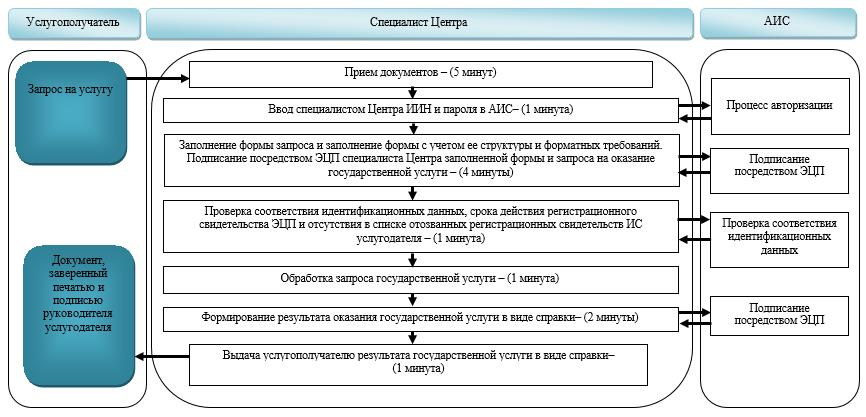 Услугополучатель
Специалист Центра
АИС
Запрос на услугу
Прием документов – (5 минут)
Ввод специалистом Центра ИИН и пароля в АИС– (1 минута)
Процесс авторизации
Заполнение формы запроса и заполнение формы с учетом ее структуры и форматных требований.
Подписание посредством ЭЦП специалиста Центра заполненной формы и запроса на оказание
государственной услуги – (4 минуты)
Подписание
посредством ЭЦП
Проверка соответствия идентификационных данных, срока действия регистрационного
свидетельства ЭЦП и отсутствия в списке отозванных регистрационных свидетельств ИС
услугодателя – (1 минута)
Проверка соответствия
идентификационных
данных
Обработка запроса государственной услуги – (1 минута)
Формирование результата оказания государственной услуги в виде справки– (2 минуты)
Подписание
посредством ЭЦП
Выдача услугополучателю результата государственной услуги в виде справки–
(1 минута)
Документ,
заверенный
печатью и
подписью
руководителя
услугодателя